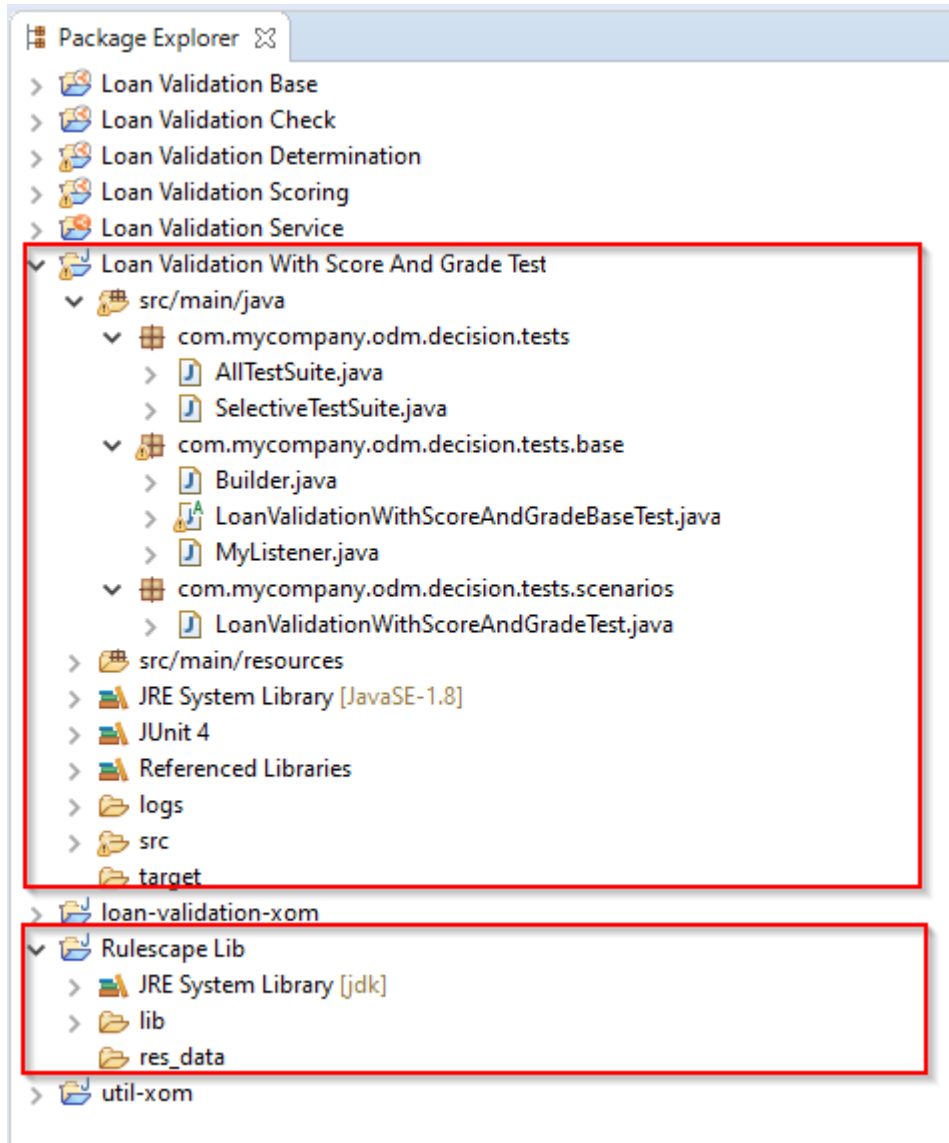 Package Explorer
Loan Validation Base
Loan Validation Check
Loan Validation Determination
Loan Validation Scoring
Loan Validation Service
Loan Validation With Score And Grade Test
src/main/java
com.mycompany.odm.decision.tests
AllTestSuite.java
SelectiveTestSuite.java
com.mycompany.odm.decision.tests.base
Builder.java
LoanValidationWithScoreAndGradeBaseTest.java
MyListener.java
com.mycompany.odm.decision.tests.scenarios
LoanValidationWithScoreAndGradeTest.java
src/main/resources
JRE System Library [JavaSE-1.8]
JUnit 4
Referenced Libraries
logs
src
target
loan-validation-xom
Rulescape Lib
JRE System Library [jdk]
lib
res_data
util-xom